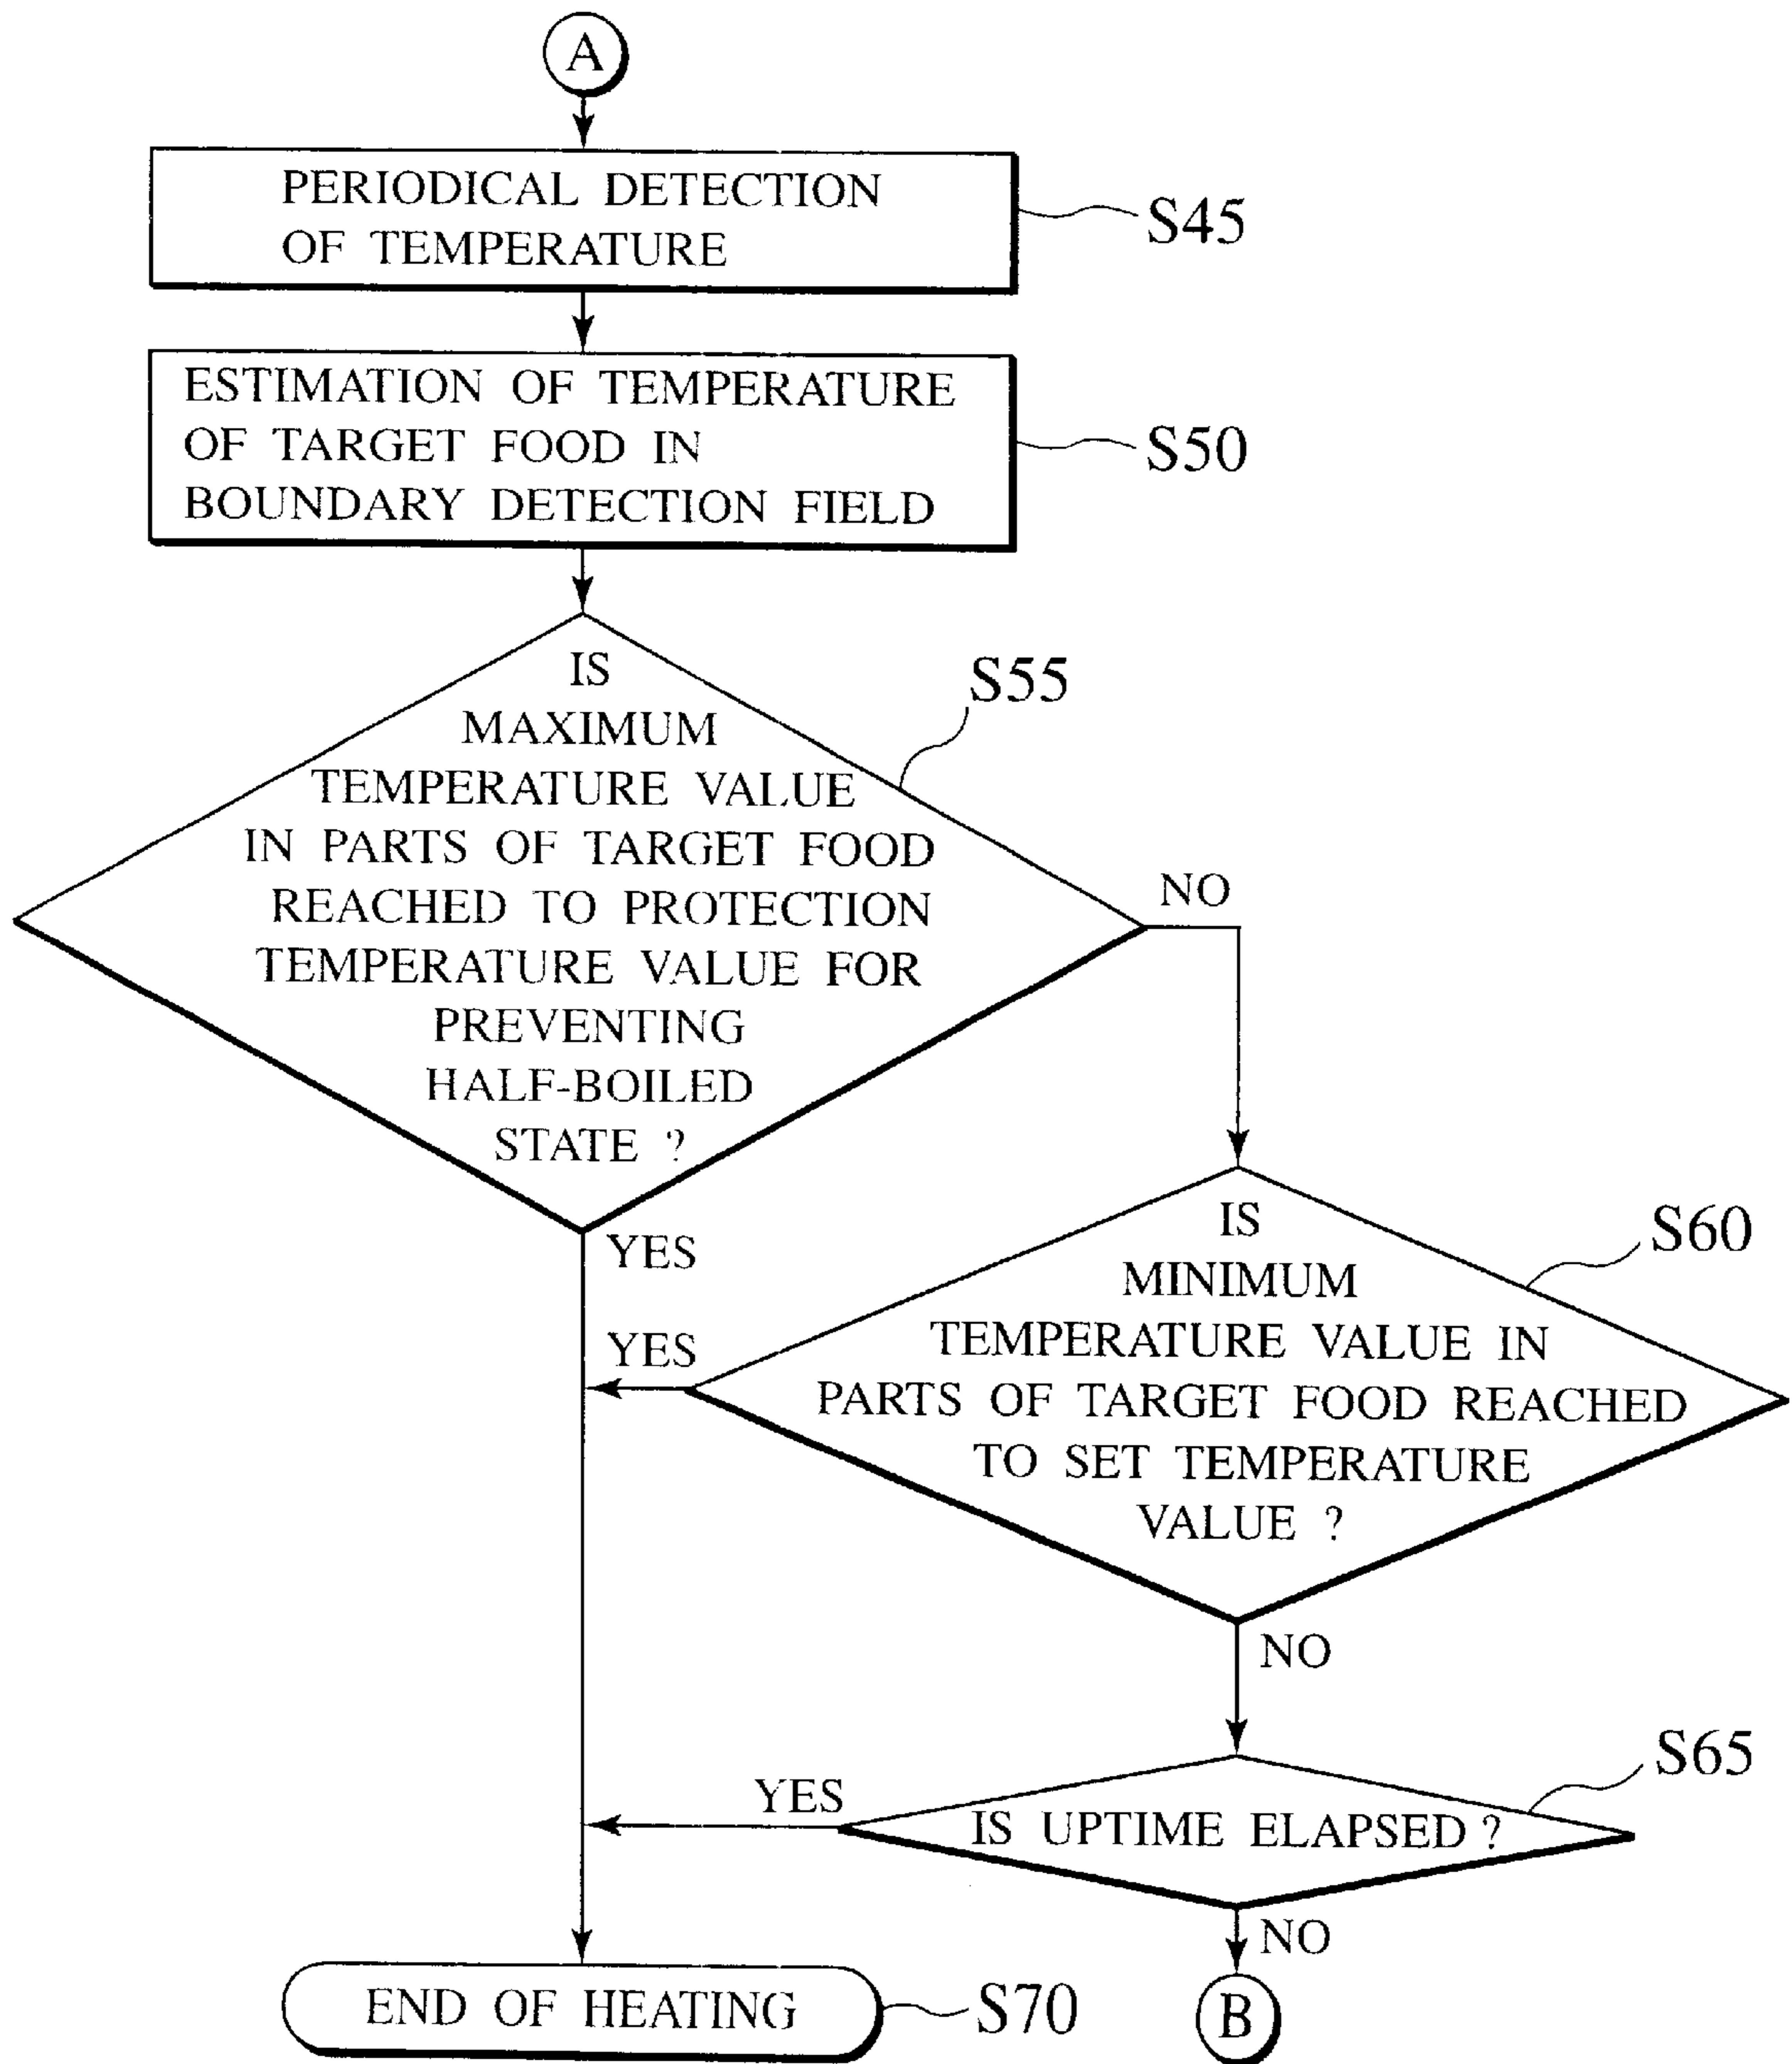 A
PERIODICAL DETECTION
OF TEMPERATURE
S45
ESTIMATION OF TEMPERATURE
OF TARGET FOOD IN
BOUNDARY DETECTION FIELD
S50
IS
MAXIMUM
TEMPERATURE VALUE
IN PARTS OF TARGET FOOD
REACHED TO PROTECTION
TEMPERATURE VALUE FOR
PREVENTING
HALF-BOILED
STATE ?
S55
NO
YES
IS
MINIMUM
TEMPERATURE VALUE IN
PARTS OF TARGET FOOD REACHED
TO SET TEMPERATURE
VALUE ?
S60
YES
NO
IS UPTIME ELAPSED ?
S65
YES
NO
END OF HEATING
S70
B